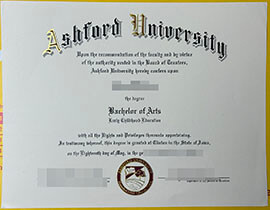 Ashford University
Upon the recommendation of the faculty and by virtue
of the authority vested in the Board of Trustees,
Ashford University hereby confers upon
the degree
Bachelor of Arts
Early Childhood Education
with all the Rights and Privileges thereunto appertaining.
In testimony whereof, this degree is granted at Clinton in the State of Iowa,
on the Eighteenth day of May, in the year